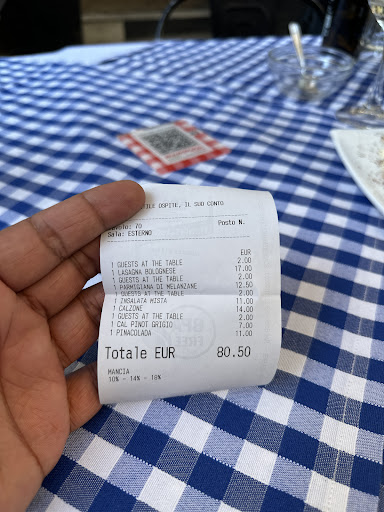 OSPITE, IL SUO CONTO
70
Posto N.
Sala: ESTERNO
EUR
1 GUESTS AT THE TABLE 2.00
1 LASAGNA BOLOGNESE 17.00
1 GUESTS AT THE TABLE 2.00
1 PARMIGIANA DI MELANZANE 12.50
1 GUESTS AT THE TABLE 2.00
1 INSALATA MISTA 11.00
1 CALZONE 14.00
1 GUESTS AT THE TABLE 2.00
1 CAL PINOT GRIGIO 7.00
1 PINACOLADA 11.00
Totale EUR 80.50
MANCIA
10% - 14% - 18%